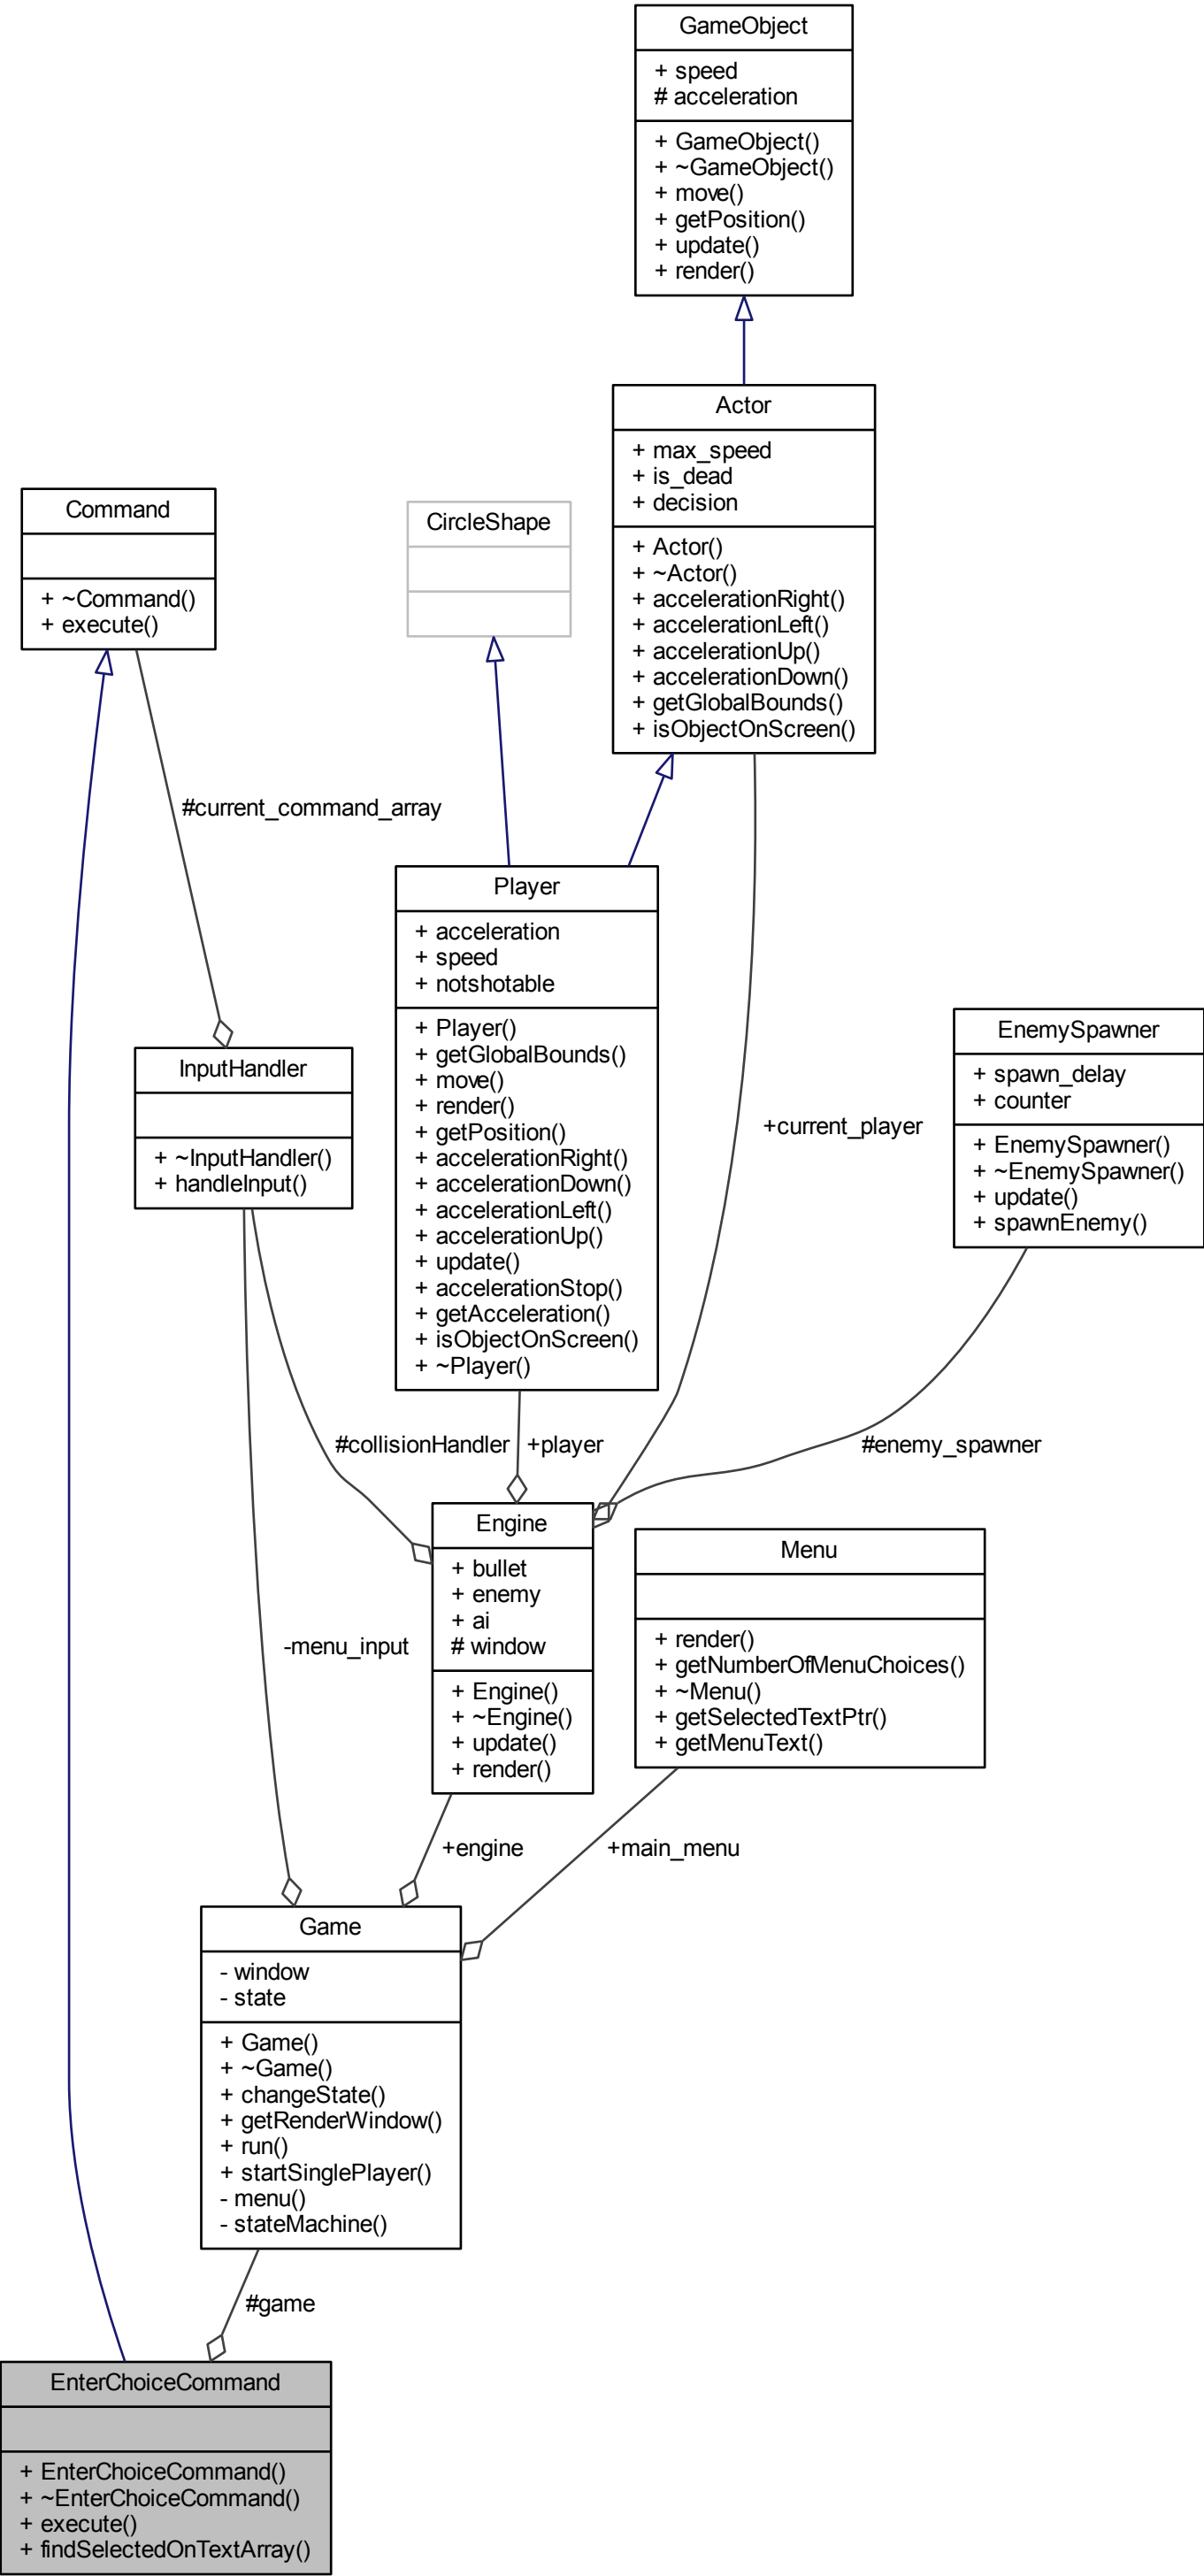 GameObject
+ speed
# acceleration
+ GameObject()
+ ~GameObject()
+ move()
+ getPosition()
+ update()
+ render()
Actor
+ max_speed
+ is_dead
+ decision
+ Actor()
+ ~Actor()
+ accelerationRight()
+ accelerationLeft()
+ accelerationUp()
+ accelerationDown()
+ getGlobalBounds()
+ isObjectOnScreen()
Command
+ ~Command()
+ execute()
CircleShape
#current_command_array
Player
+ acceleration
+ speed
+ notshotable
+ Player()
+ getGlobalBounds()
+ move()
+ render()
+ getPosition()
+ accelerationRight()
+ accelerationDown()
+ accelerationLeft()
+ accelerationUp()
+ update()
+ accelerationStop()
+ getAcceleration()
+ isObjectOnScreen()
+ ~Player()
InputHandler
+ ~InputHandler()
+ handleInput()
EnemySpawner
+ spawn_delay
+ counter
+ EnemySpawner()
+ ~EnemySpawner()
+ update()
+ spawnEnemy()
+current_player
#collisionHandler
+player
#enemy_spawner
Engine
+ bullet
+ enemy
+ ai
# window
+ Engine()
+ ~Engine()
+ update()
+ render()
Menu
+ render()
+ getNumberOfMenuChoices()
+ ~Menu()
+ getSelectedTextPtr()
+ getMenuText()
-menu_input
+engine
+main_menu
Game
- window
- state
+ Game()
+ ~Game()
+ changeState()
+ getRenderWindow()
+ run()
+ startSinglePlayer()
- menu()
- stateMachine()
#game
EnterChoiceCommand
+ EnterChoiceCommand()
+ ~EnterChoiceCommand()
+ execute()
+ findSelectedOnTextArray()